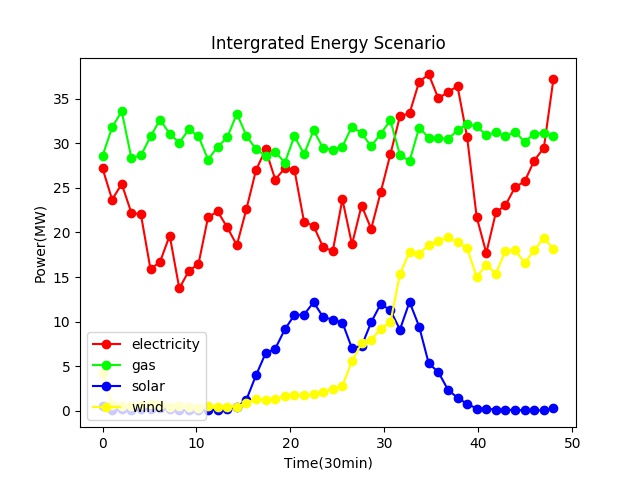 Intergrated Energy Scenario
Power(MW)
35
30
25
20
15
10
5
0
electricity
gas
solar
wind
0 10 20 30 40 50
Time(30min)